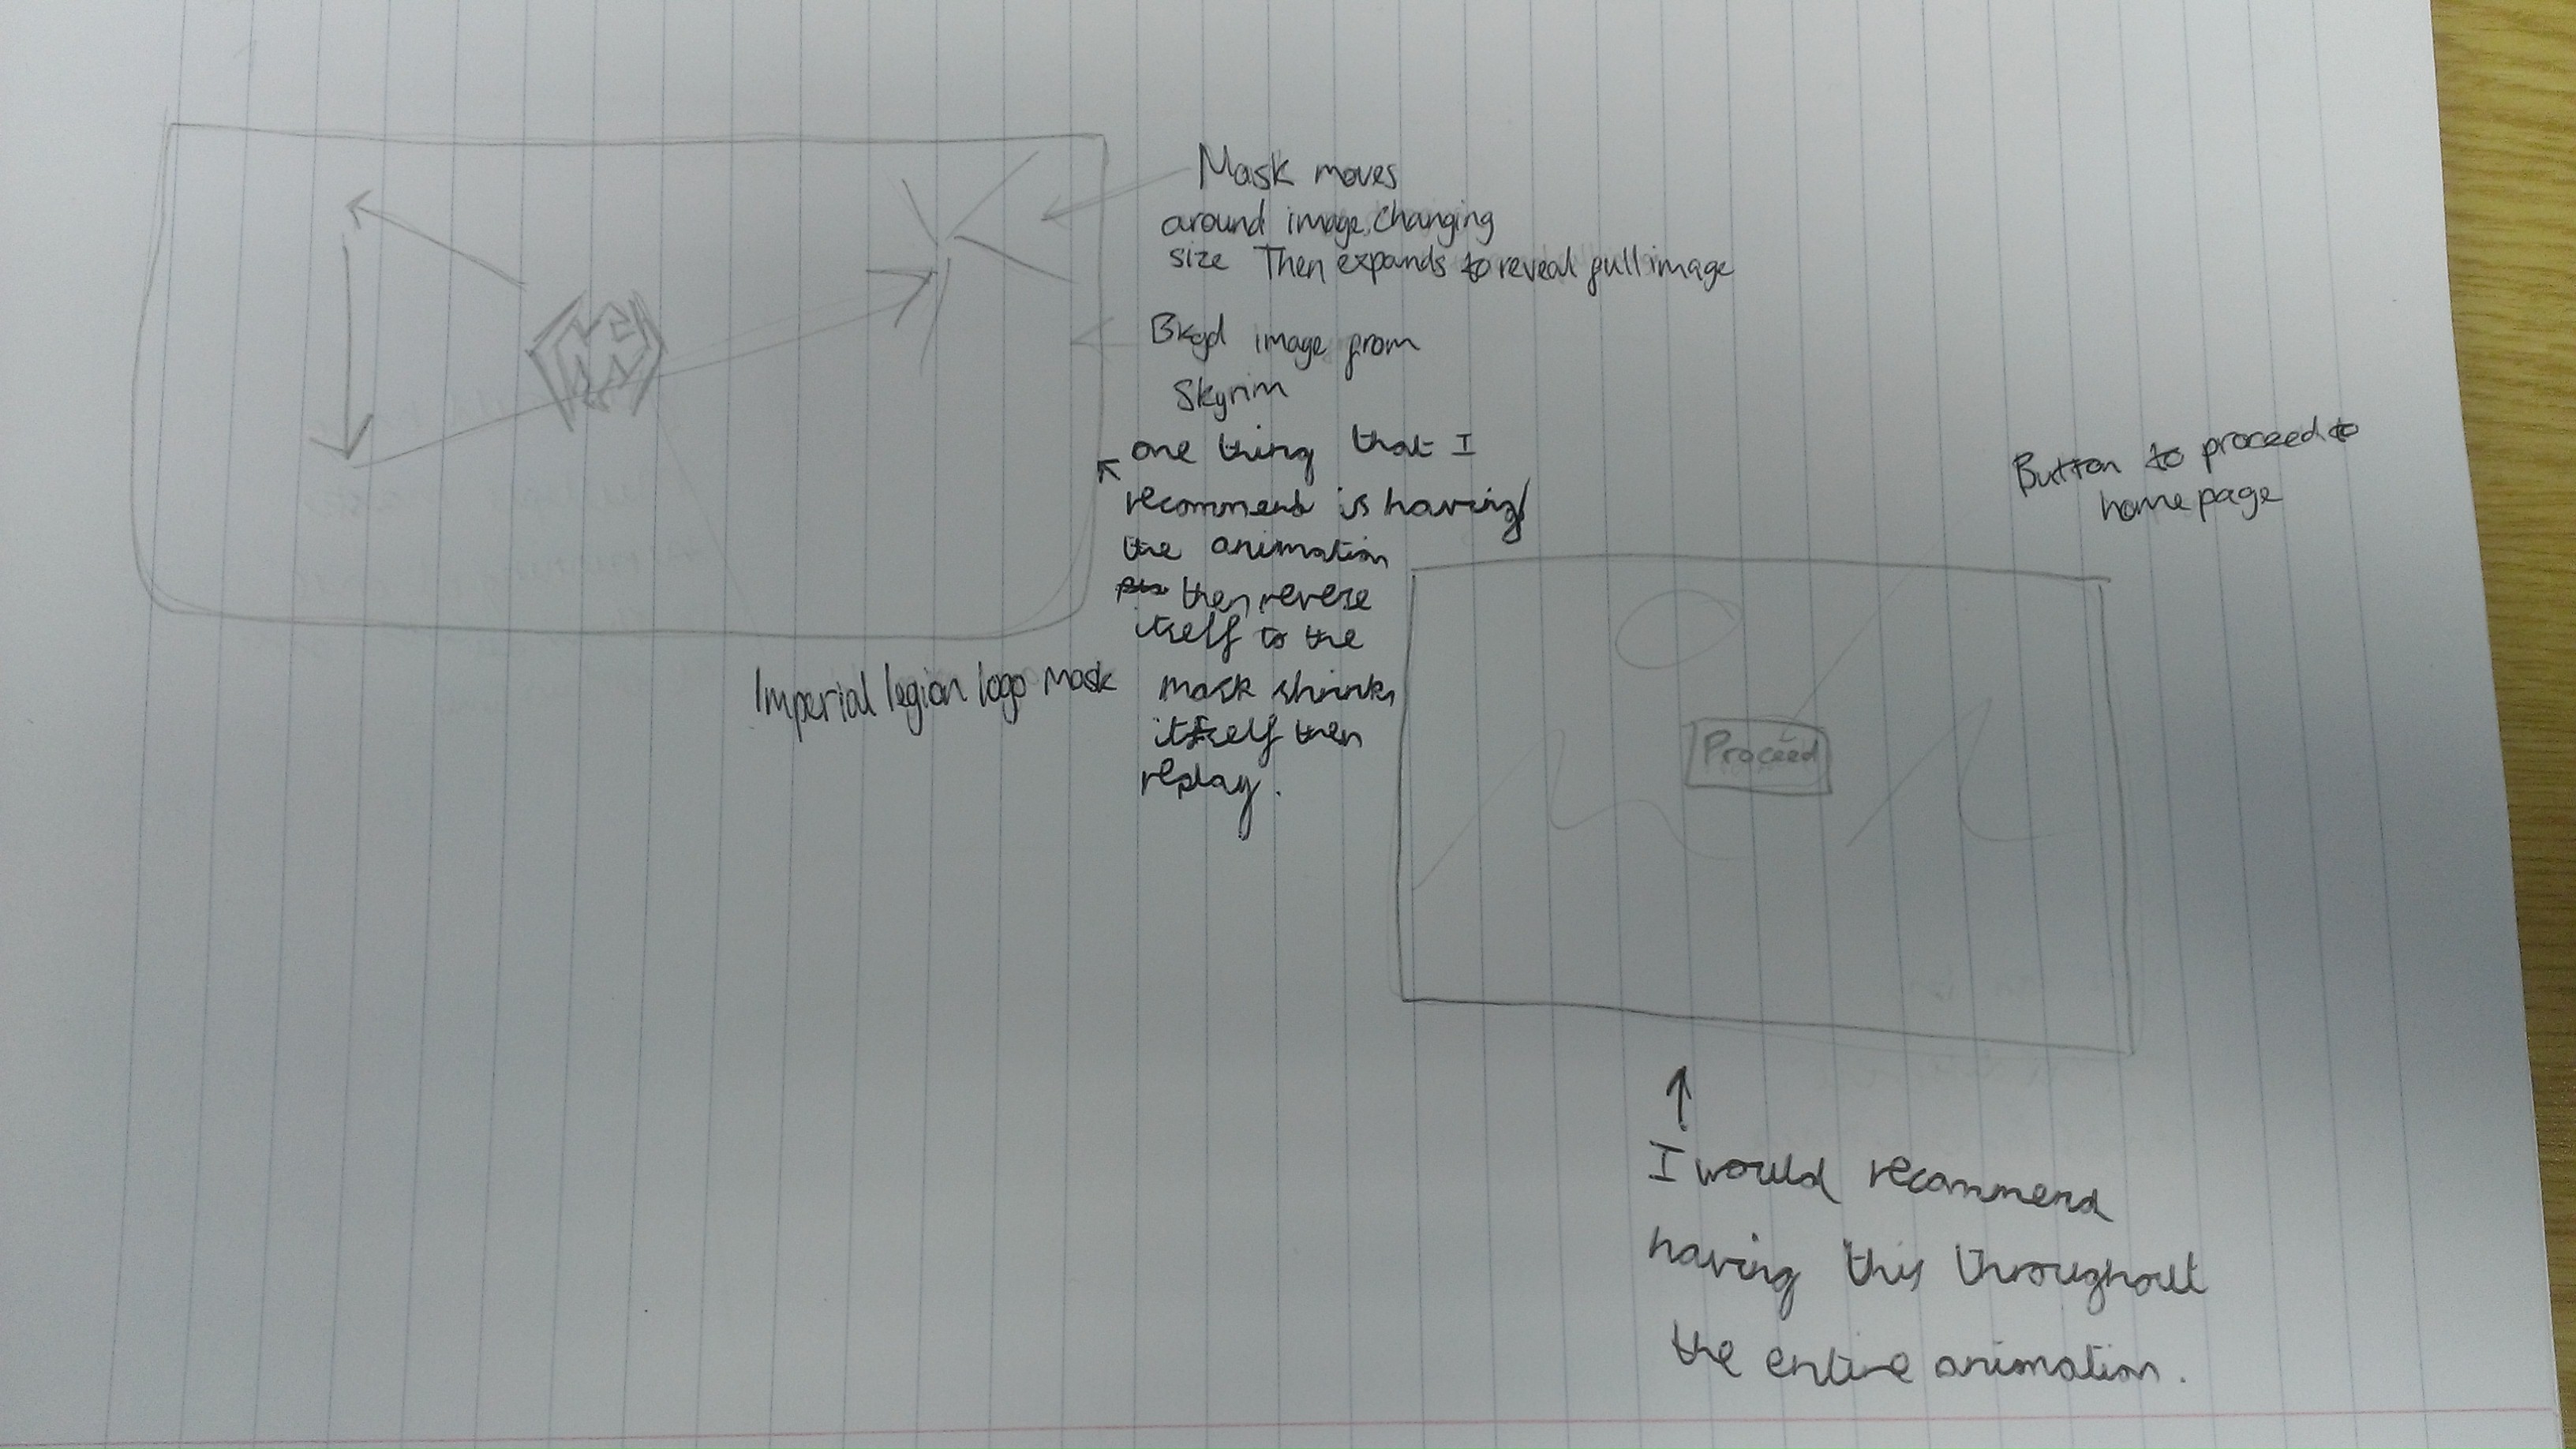 Mask moves
around image, changing
size Then expands to reveal full image
Bkgd image from
Skyrim
one thing that I
recommend is having
the animation
then reverse
itself to the
mask shrinks
itself then
replay.
Imperial legion logo Mask
Button to proceed to
home page
Proceed
I would recommend
having this throughout
the entire animation.